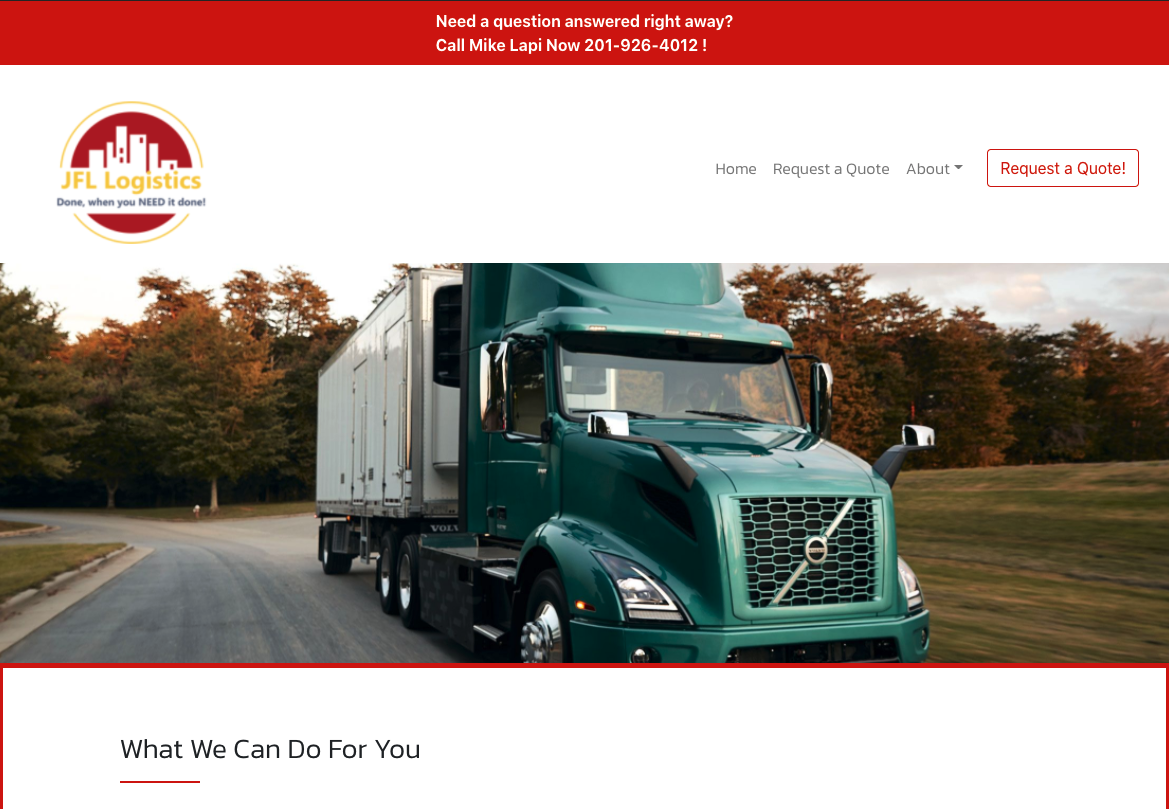 Need a question answered right away?
Call Mike Lapi Now 201-926-4012 !
JFL Logistics
Done, when you NEED it done!
Home
Request a Quote
About
Request a Quote!
VOLV
What We Can Do For You